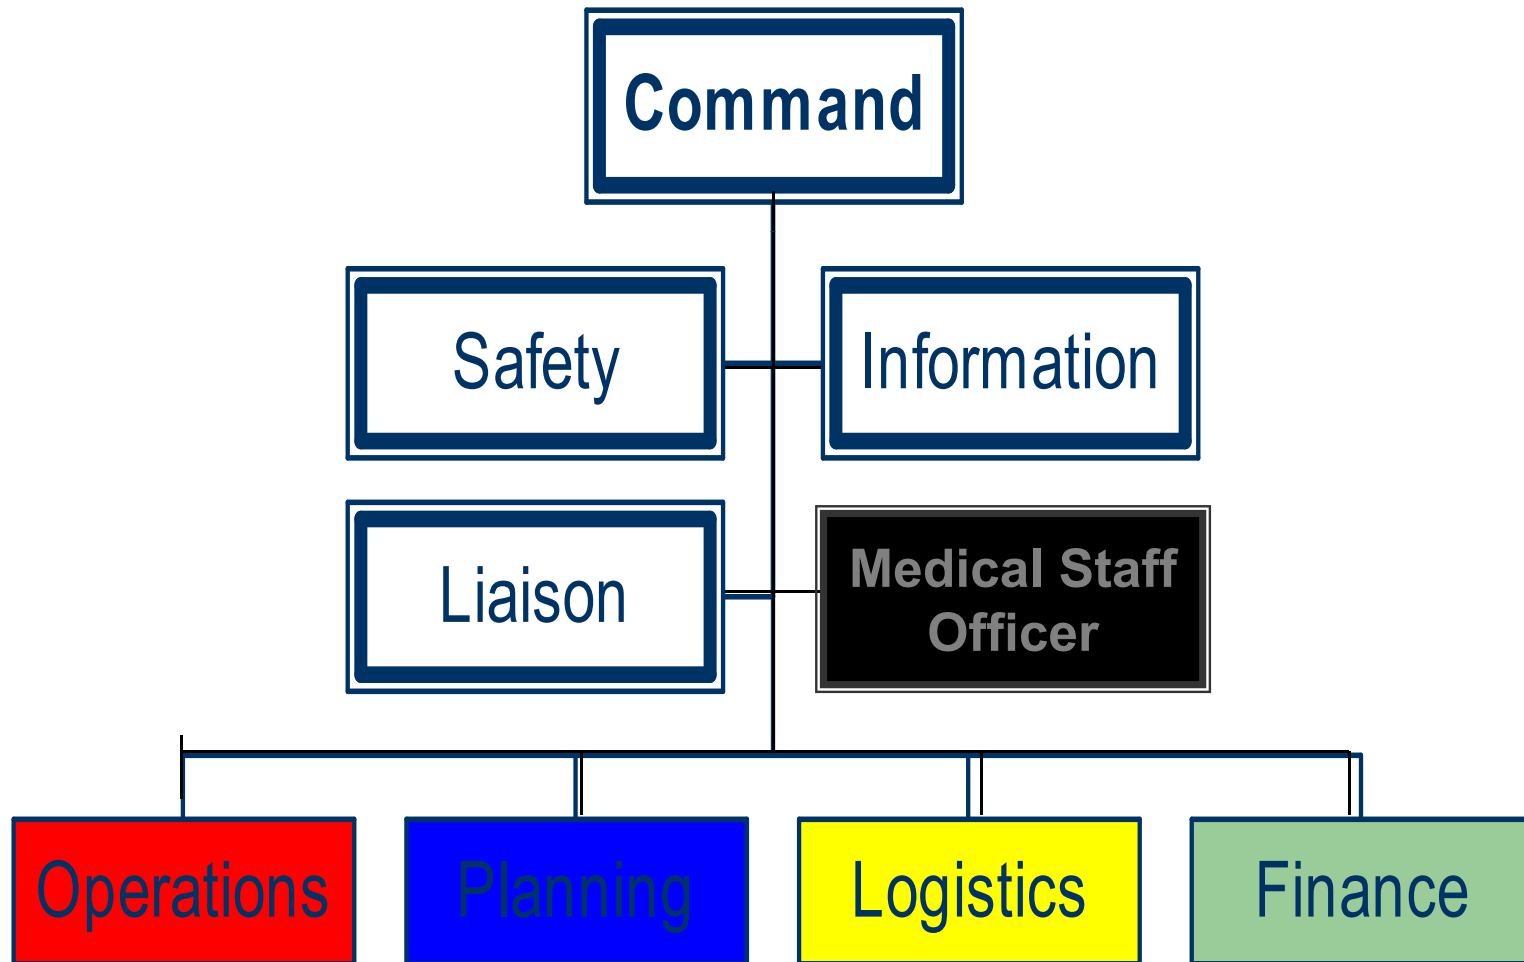 Command
Safety
Information
Liaison
Medical Staff
Officer
Operations
Planning
Logistics
Finance